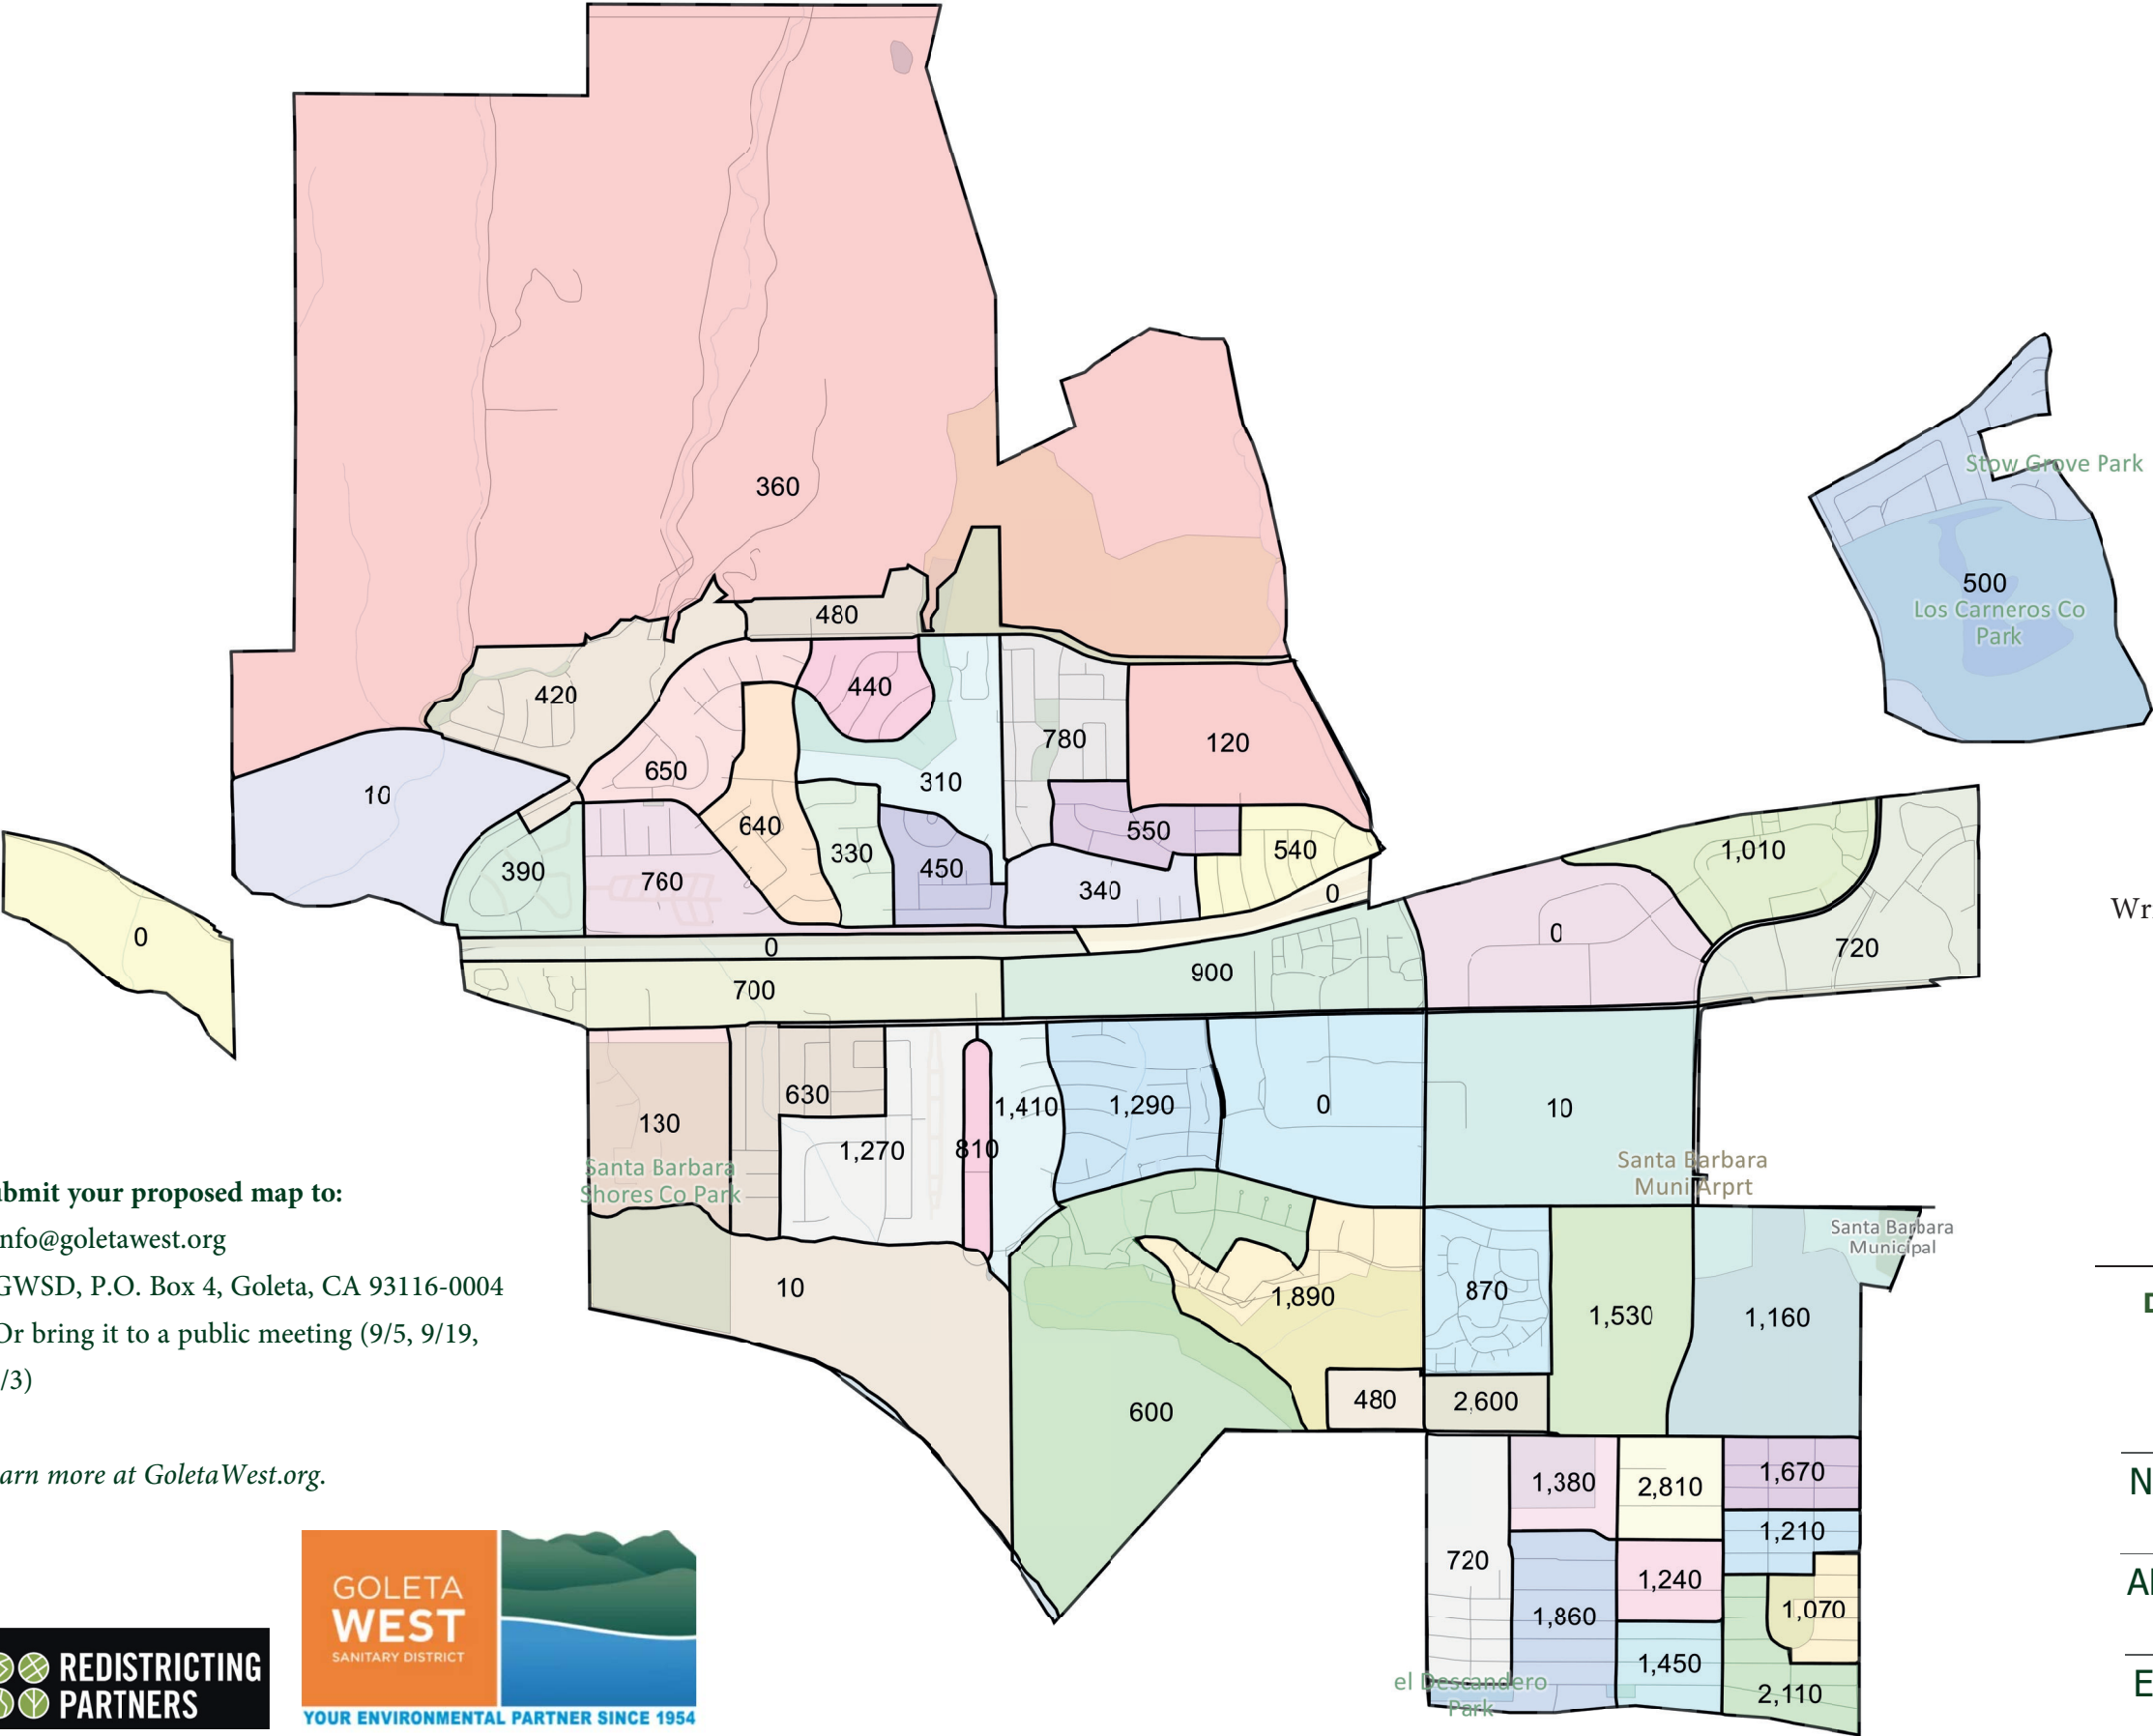 360
Stow Grove Park
500
Los Carneros Co
Park
480
420
440
780
120
10
650
310
640
550
540
1,010
330
390
760
450
340
0
0
0
0
720
700
900
630
1,410
1,290
0
10
130
1,270
810
Santa Barbara
Shores Co Park
Santa Barbara
Muni Arprt
Santa Barbara
Municipal
ubmit your proposed map to:
nfo@goletawest.org
GWSD, P.O. Box 4, Goleta, CA 93116-0004
Or bring it to a public meeting (9/5, 9/19,
/3)
arn more at GoletaWest.org.
10
1,890
870
1,530
1,160
600
480
2,600
1,380
2,810
1,670
1,210
720
1,240
1,860
1,070
1,450
2,110
el Descandero
Park
Wr
N
E
GOLETA
WEST
SANITARY DISTRICT
YOUR ENVIRONMENTAL PARTNER SINCE 1954
REDISTRICTING
PARTNERS